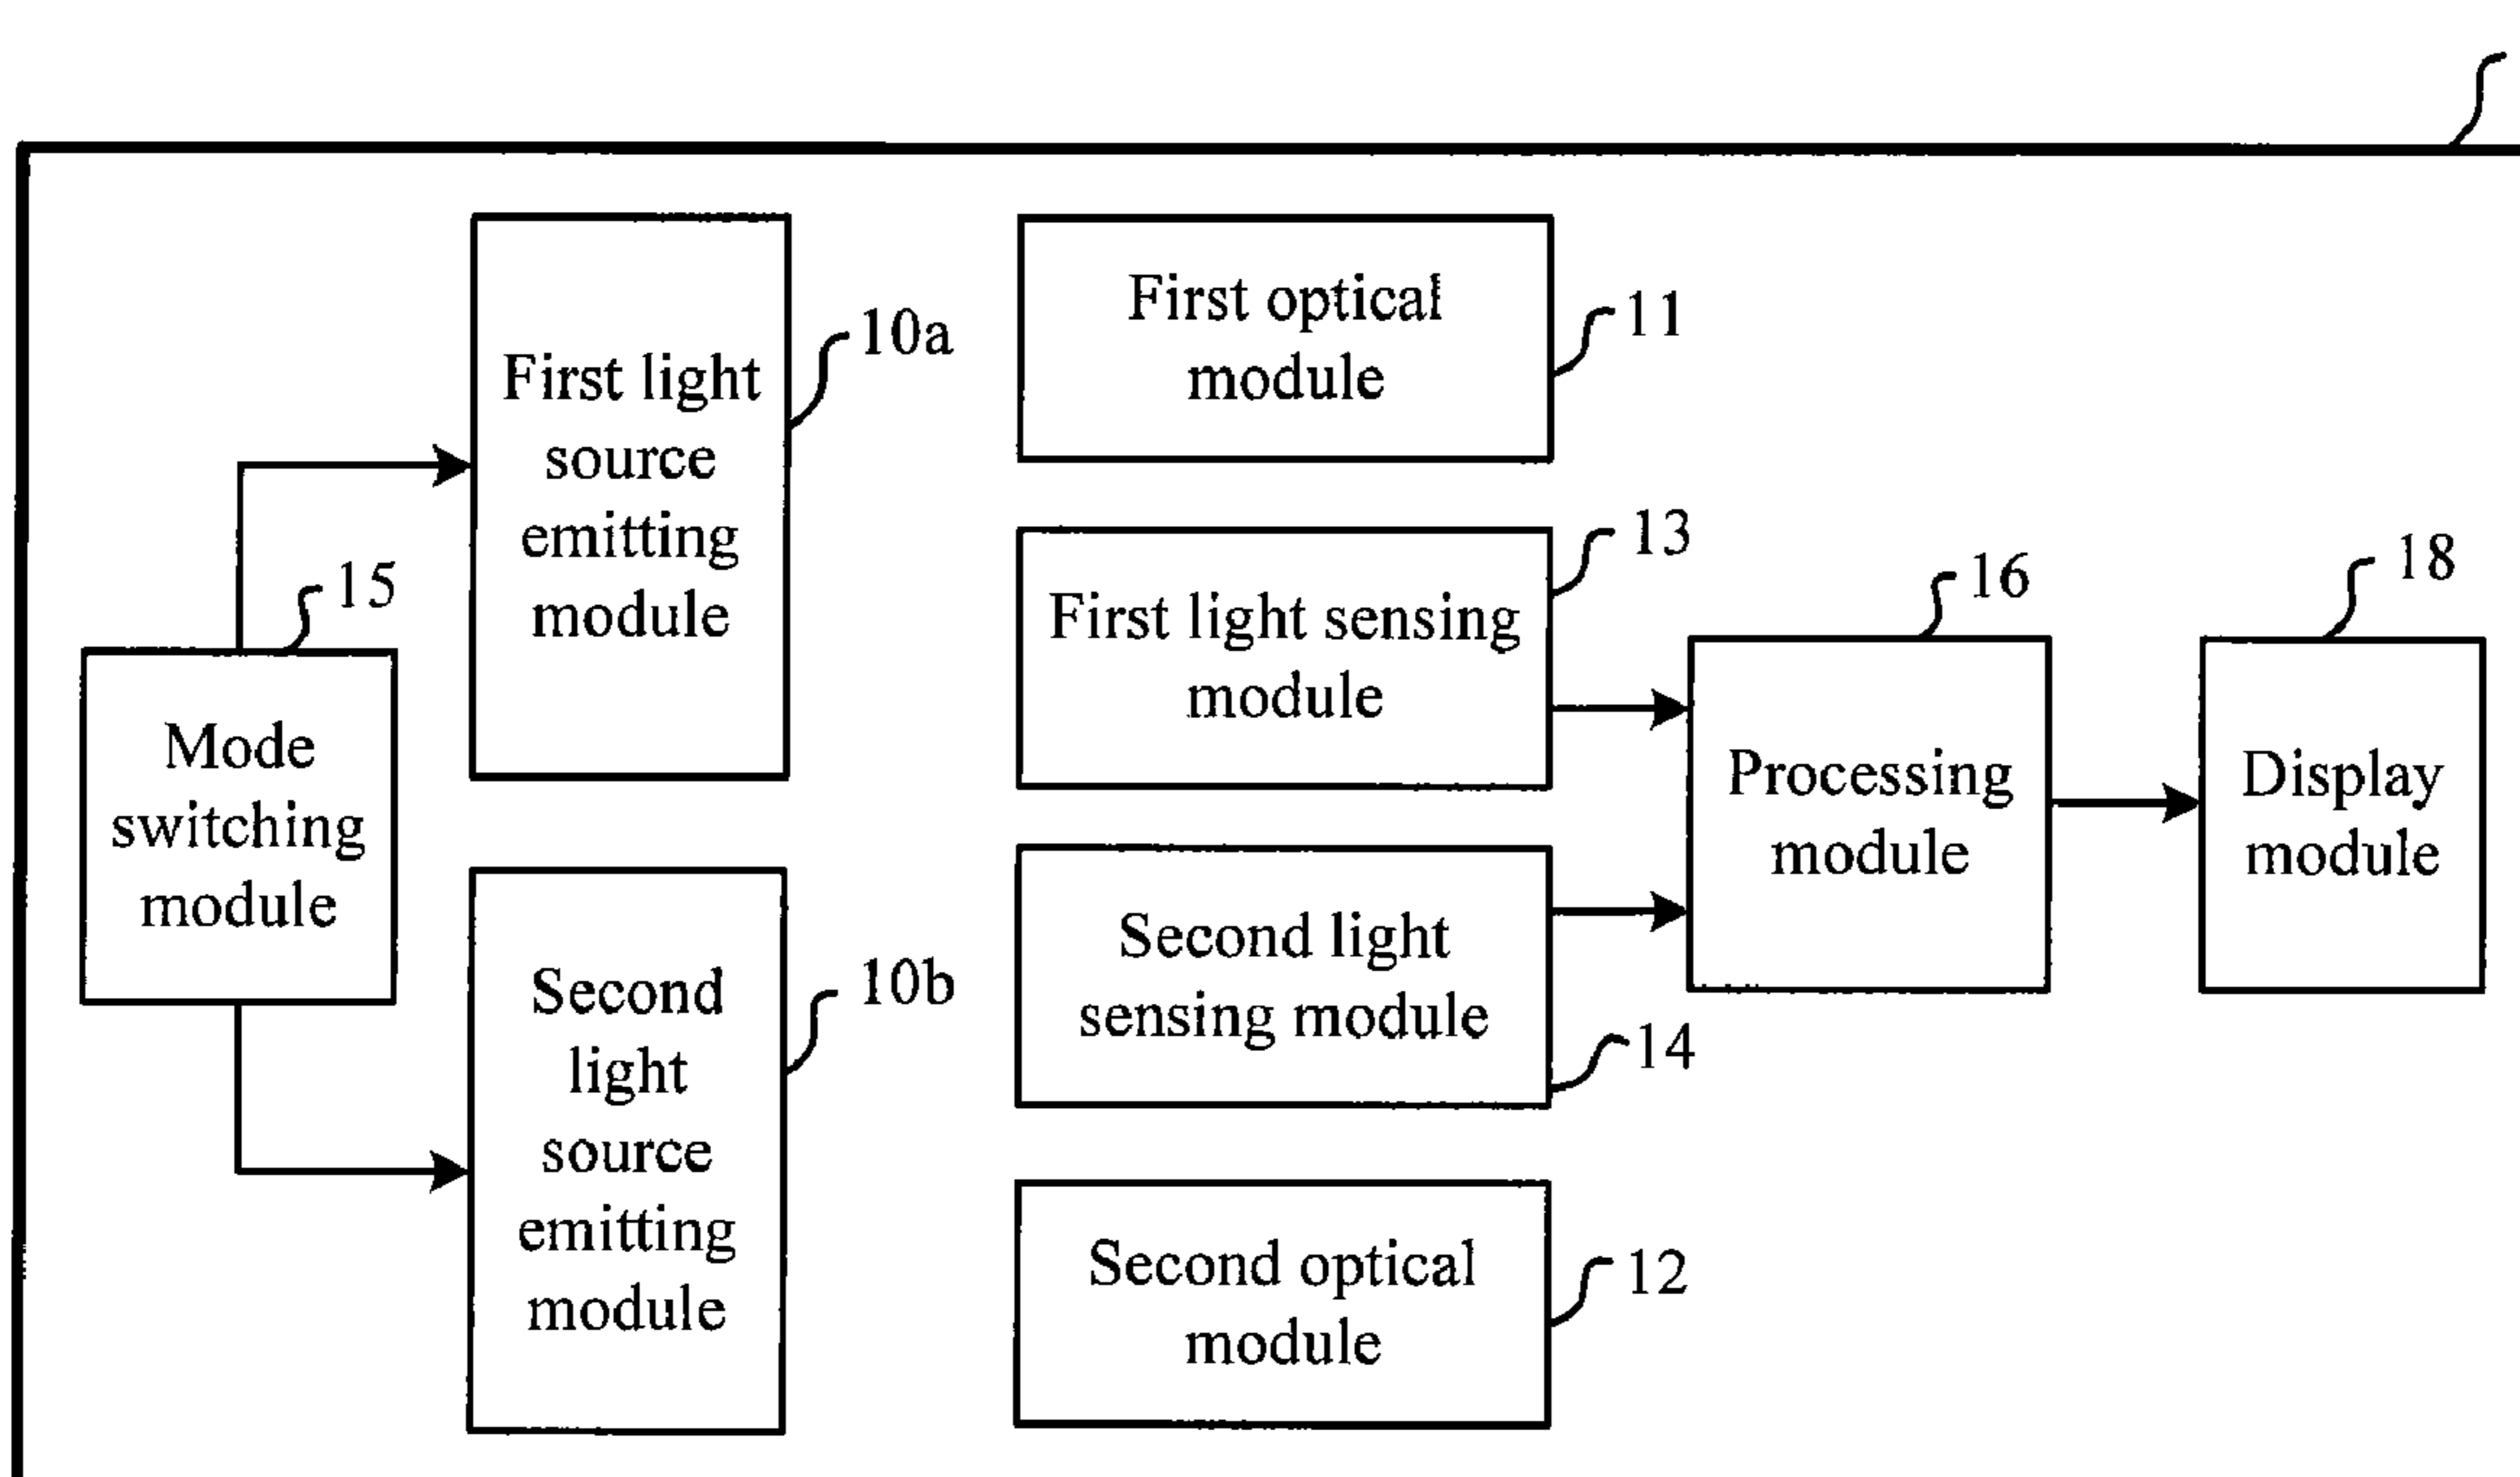 First light
source
emitting
module
10a
First optical
module
11
15
Mode
switching
module
First light sensing
module
13
16
Processing
module
18
Display
module
Second
light
source
emitting
module
10b
Second light
sensing module
14
Second optical
module
12